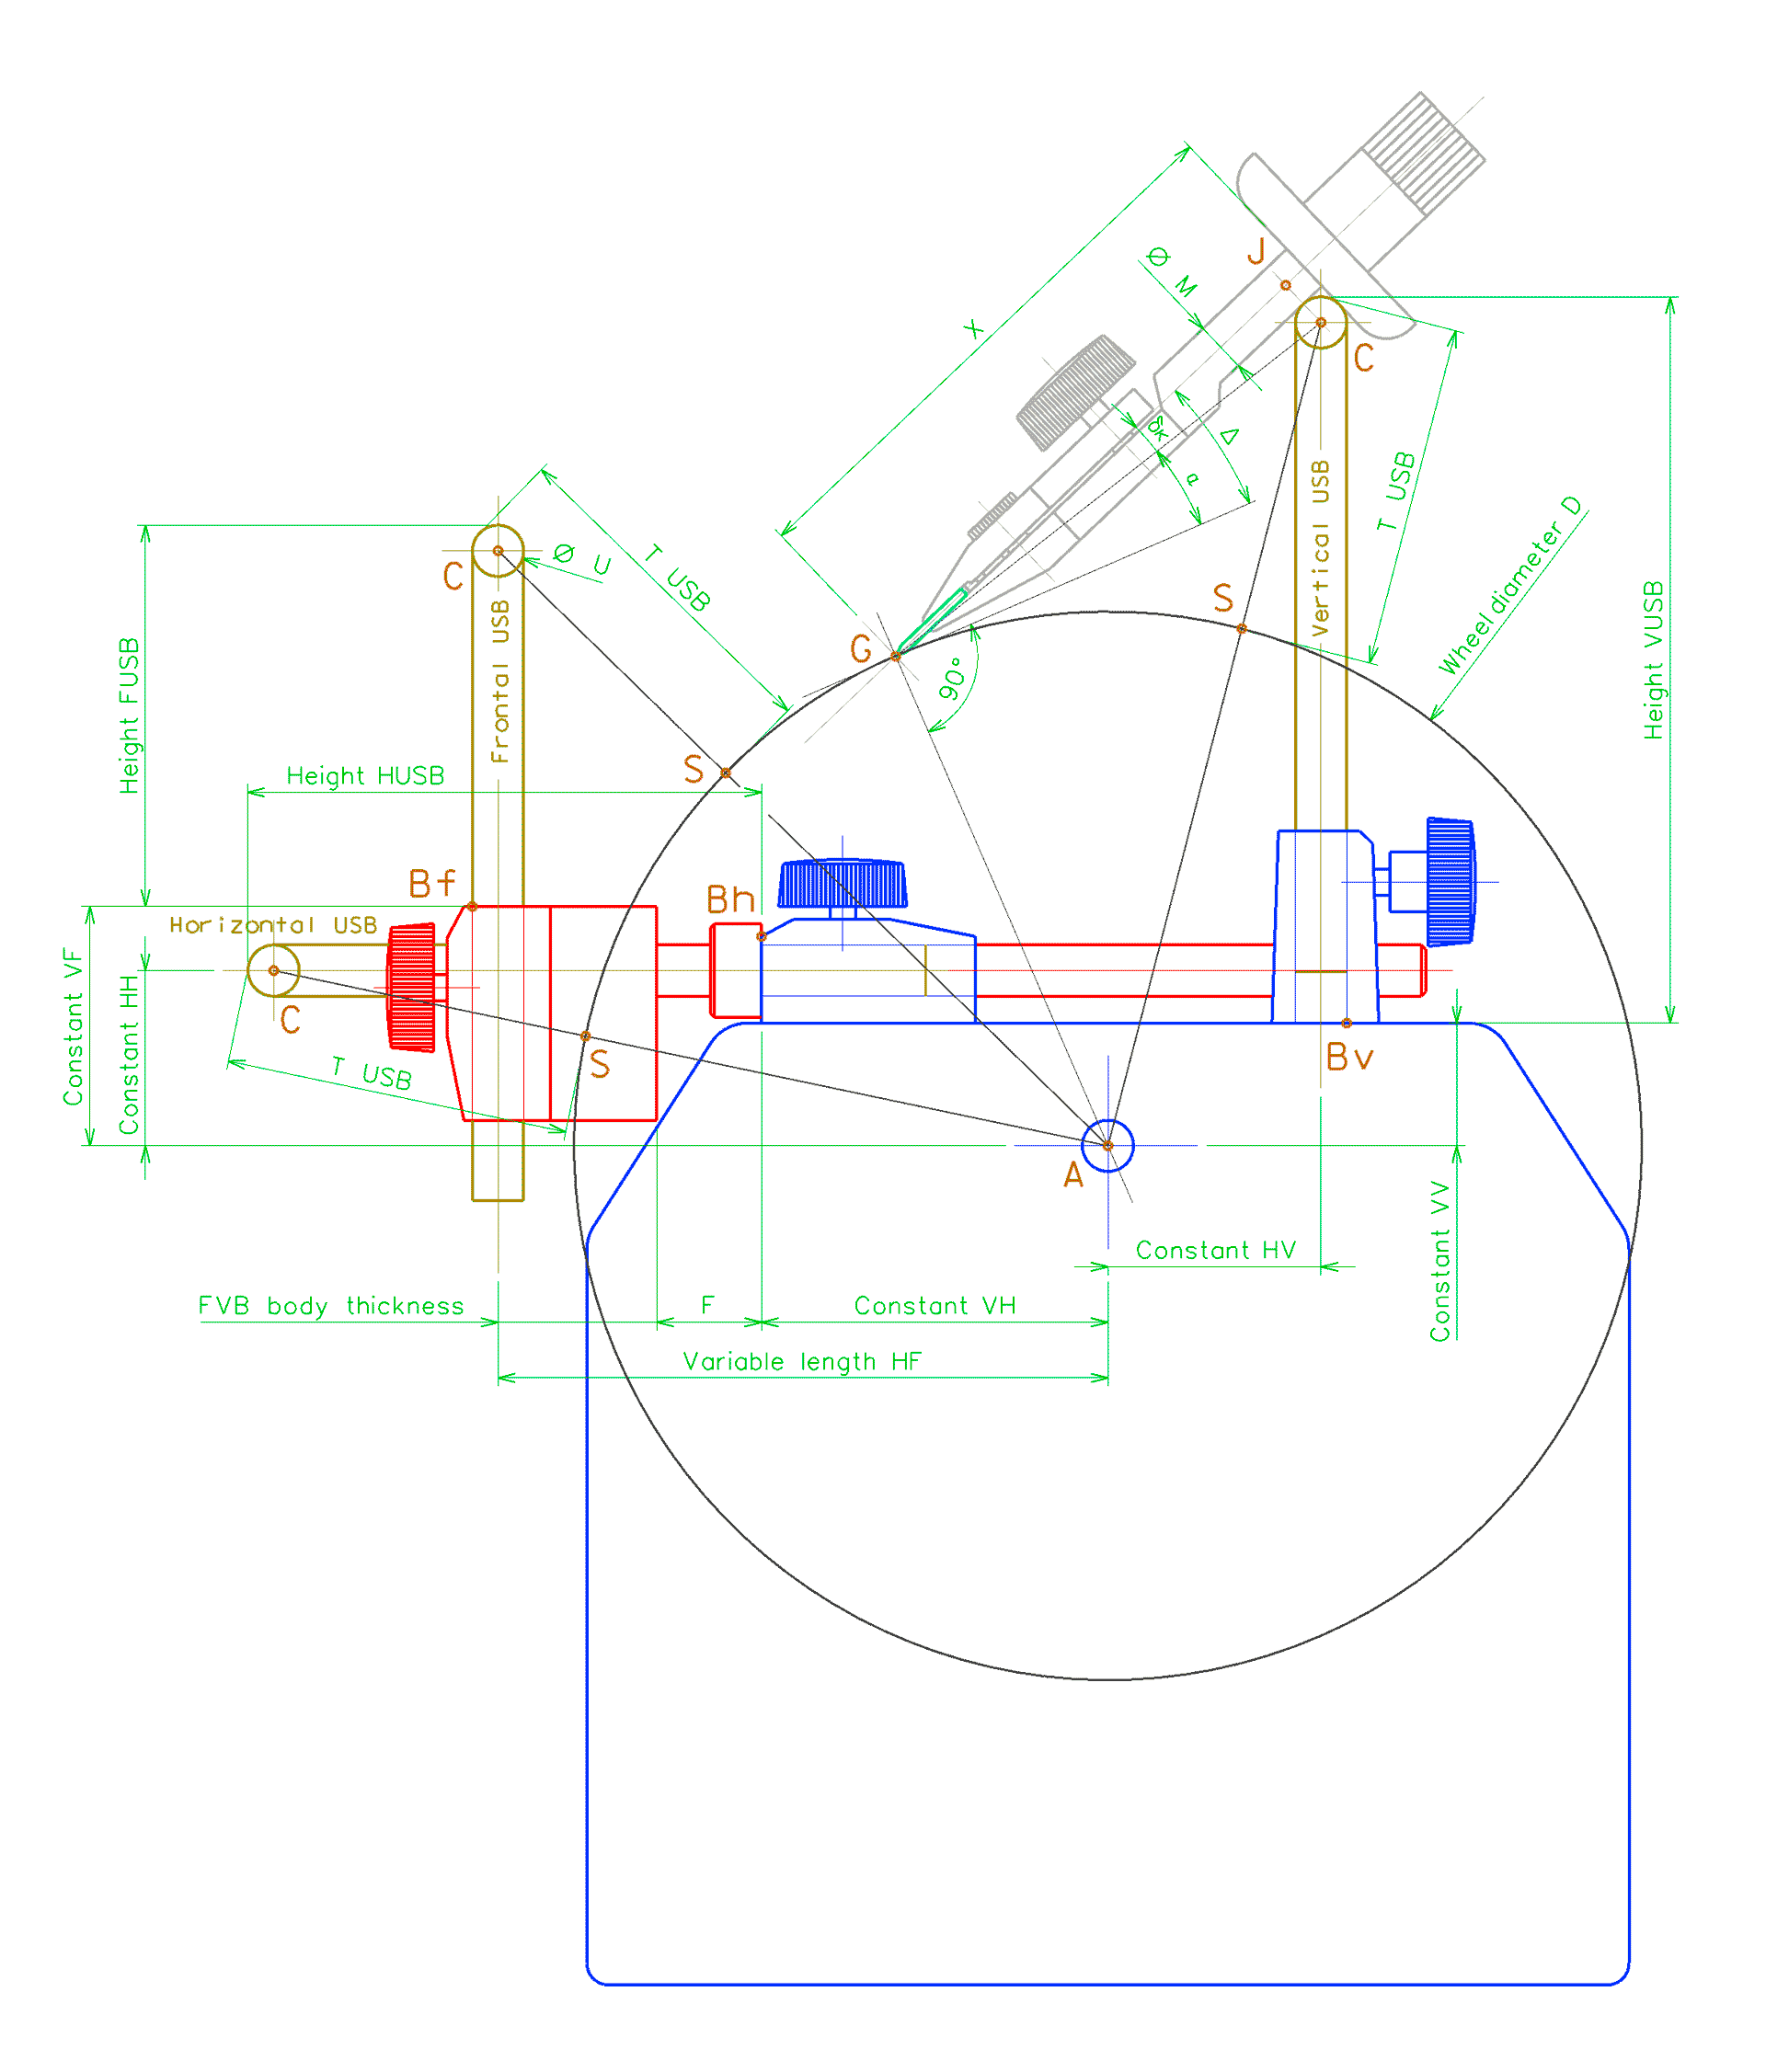 J
Ø M
X
C
δκ
Δ
α
T USB
Vertical USB
Wheel diameter D
Height VUSB
Ø U
C
T USB
Frontal USB
Height FUSB
S
G
90°
S
Height HUSB
Bf
Bh
Horizontal USB
Constant VF
Constant HH
C
S
T USB
Bv
A
Constant HV
Constant VV
FVB body thickness
F
Constant VH
Variable length HF